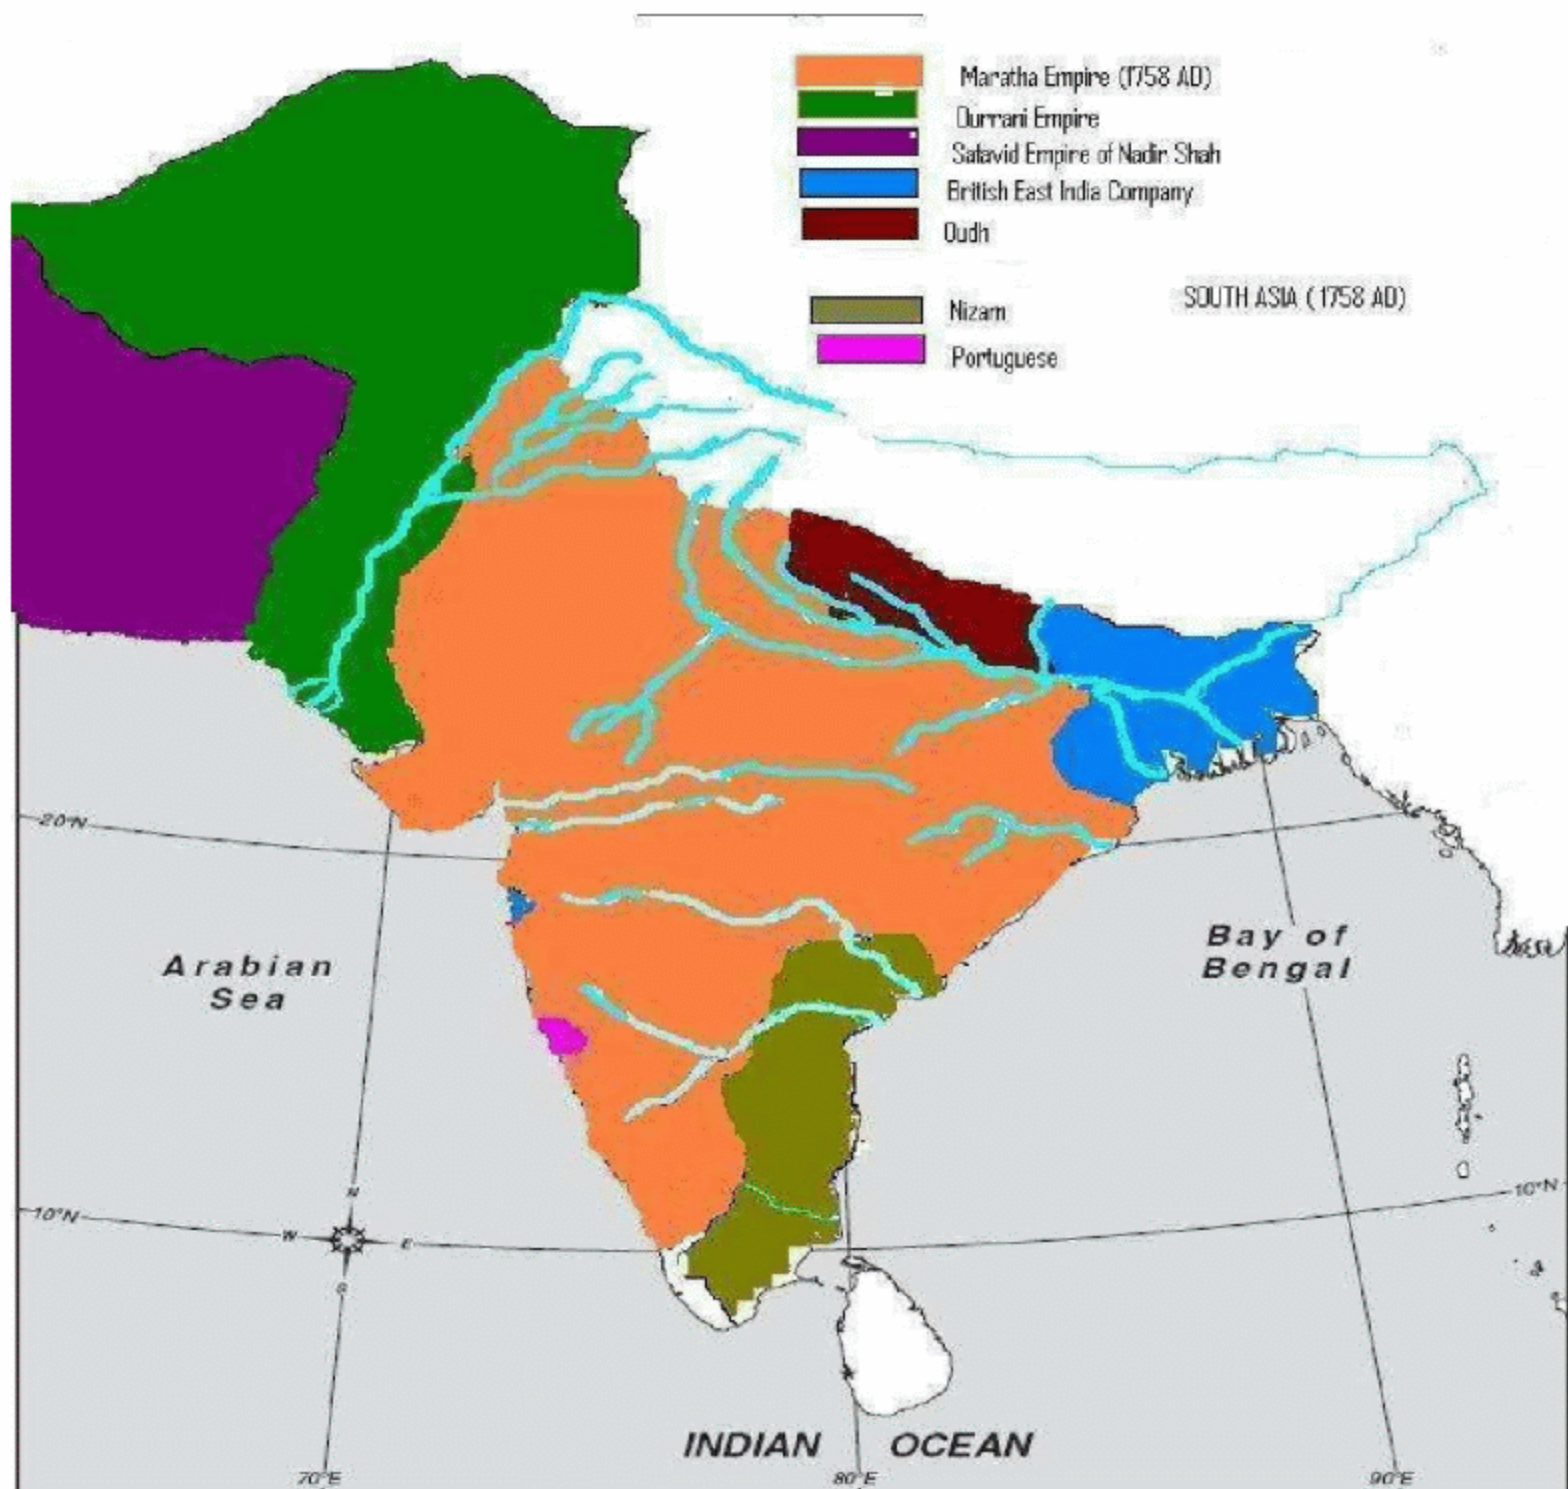 Maratha Empire (1758 AD)
Durrani Empire
Safavid Empire of Nadir Shah
British East India Company
Oudh
Nizam
SOUTH ASIA (1758 AD)
Portuguese
20°N
Arabian
Sea
Bay of
Bengal
10°N
10°N
N
W
E
S
INDIAN OCEAN
70°E
80°E
90°E